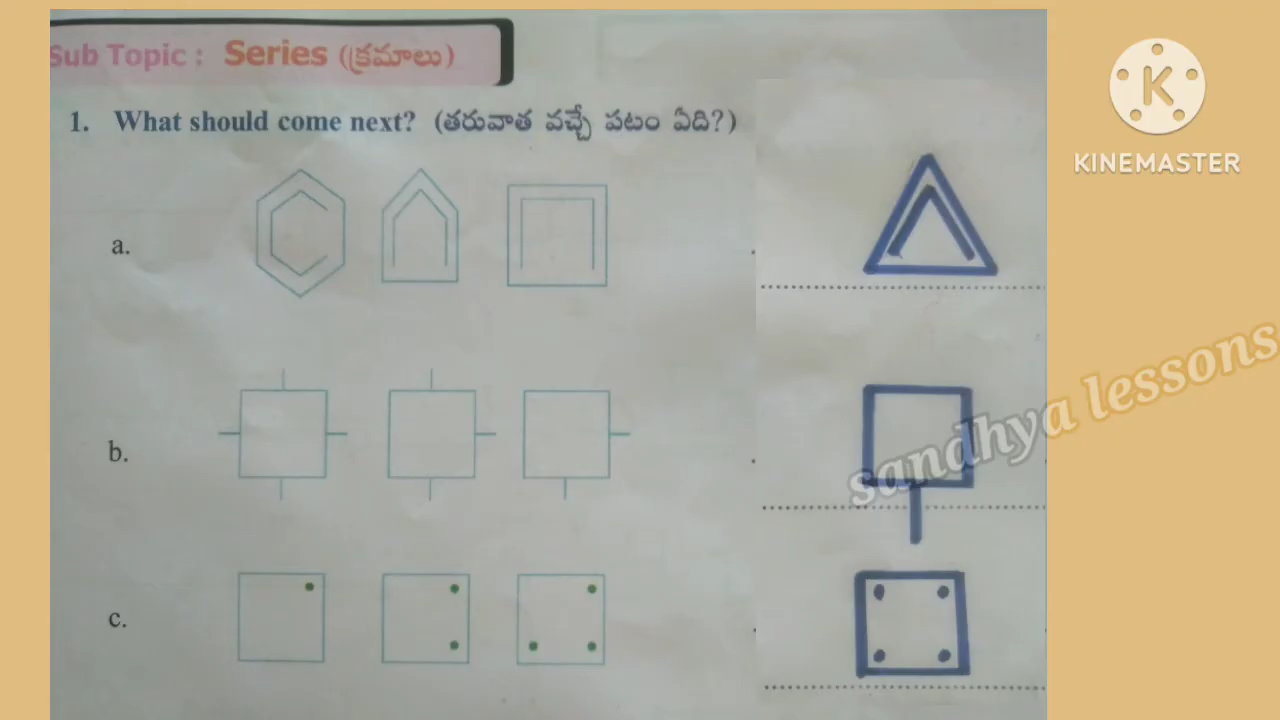 Sub Topic : Series (క్రమాలు)
1. What should come next? (తరువాత వచ్చే పటం ఏది?)
a.
b.
c.
K
KINEMASTER
sandhya lessons